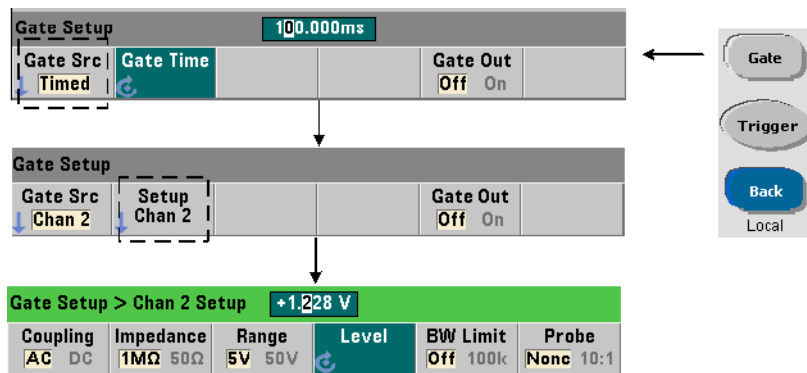 Gate Setup 100.000ms
Gate Src Gate Time Gate Out
Timed Off On
Gate
Trigger
Back
Local
Gate Setup
Gate Src Setup Gate Out
Chan 2 Chan 2 Off On
Gate Setup > Chan 2 Setup +1.228 V
Coupling Impedance Range Level BW Limit Probe
AC DC 1MΩ 50Ω 5V 50V Off 100k None 10:1